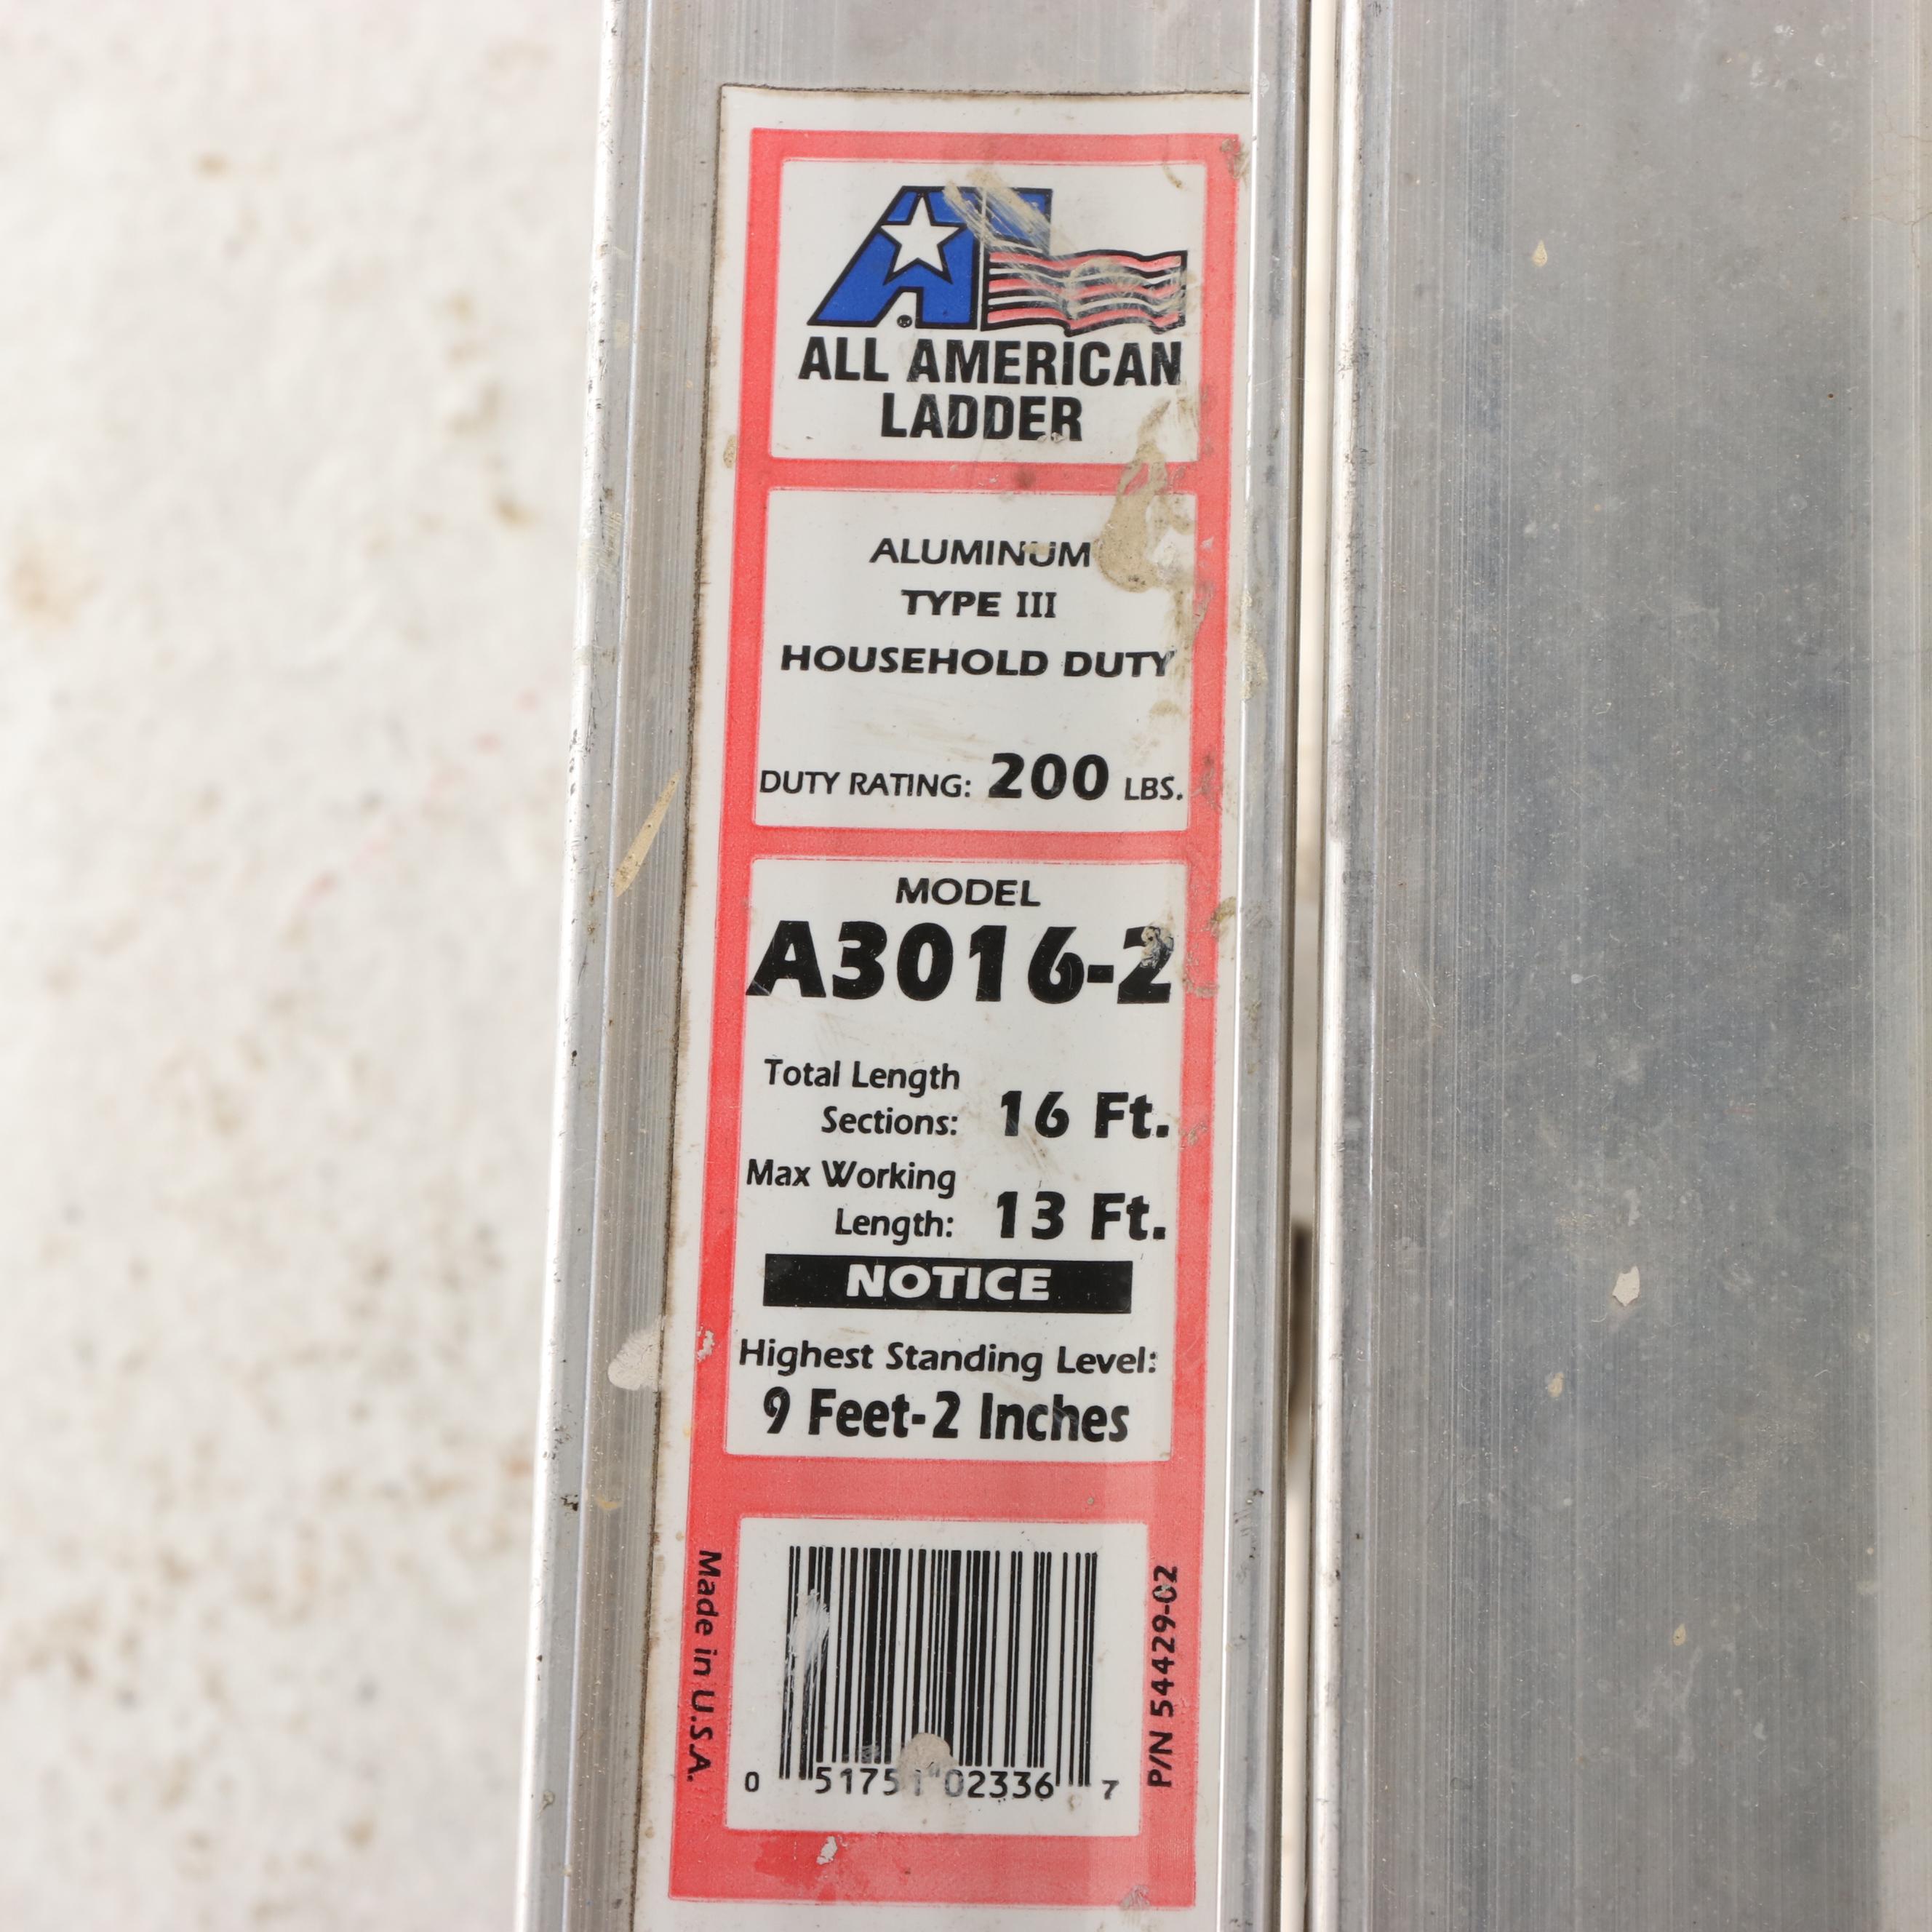 ®
ALL AMERICAN
LADDER
ALUMINUM
TYPE III
HOUSEHOLD DUTY
DUTY RATING: 200 LBS.
MODEL
A3016-2
Total Length
Sections: 16 Ft.
Max Working
Length: 13 Ft.
NOTICE
Highest Standing Level:
9 Feet-2 Inches
Made in U.S.A.
P/N 54429-02
0 51751 02336 7